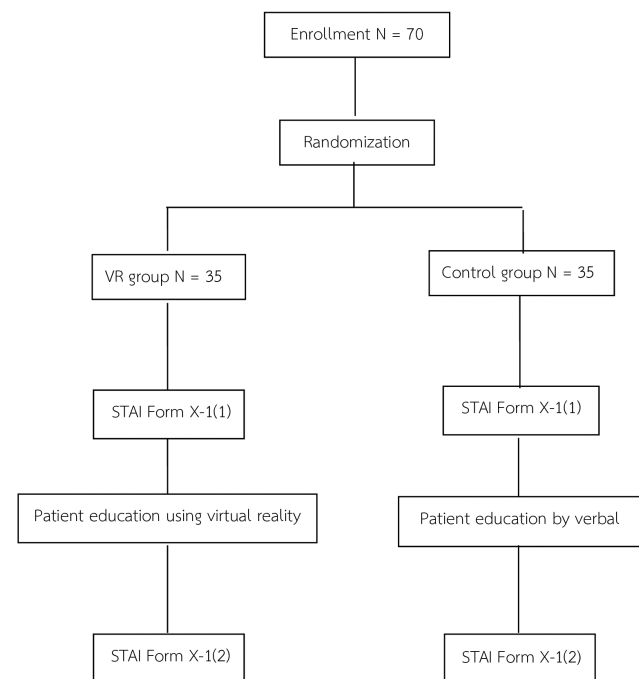 Enrollment N = 70
Randomization
VR group N = 35
Control group N = 35
STAI Form X-1(1)
STAI Form X-1(1)
Patient education using virtual reality
Patient education by verbal
STAI Form X-1(2)
STAI Form X-1(2)